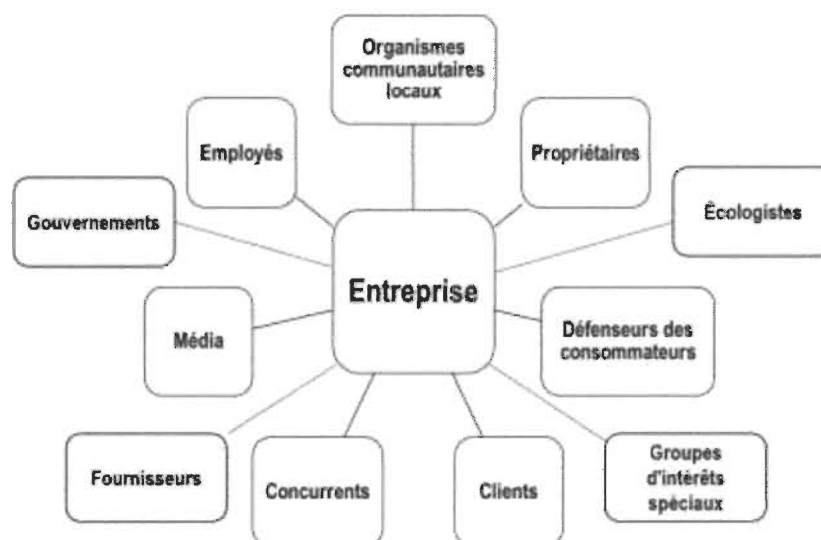 Organismes
communautaires
locaux
Employés
Propriétaires
Gouvernements
Écologistes
Entreprise
Média
Défenseurs des
consommateurs
Fournisseurs
Concurrents
Clients
Groupes
d'intérêts
spéciaux